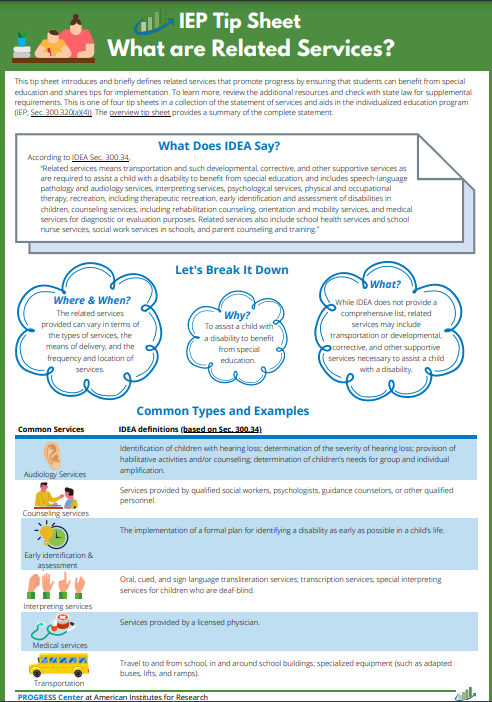 IEP Tip Sheet
What are Related Services?
This tip sheet introduces and briefly defines related services that promote progress by ensuring that students can benefit from special
education and shares tips for implementation. To learn more, review the additional resources and check with state law for supplemental
requirements. This is one of four tip sheets in a collection of the statement of services and aids in the individualized education program
(IEP; Sec. 300.320(a)(4)). The overview tip sheet provides a summary of the complete statement.
What Does IDEA Say?
According to IDEA Sec. 300.34,
"Related services means transportation and such developmental, corrective, and other supportive services as
are required to assist a child with a disability to benefit from special education, and includes speech-language
pathology and audiology services, interpreting services, psychological services, physical and occupational
therapy, recreation, including therapeutic recreation, early identification and assessment of disabilities in
children, counseling services, including rehabilitation counseling, orientation and mobility services, and medical
services for diagnostic or evaluation purposes. Related services also include school health services and school
nurse services, social work services in schools, and parent counseling and training."
Let's Break It Down
Where & When?
The related services
provided can vary in terms of
the types of services, the
means of delivery, and the
frequency and location of
services.
Why?
To assist a child with
a disability to benefit
from special
education.
What?
While IDEA does not provide a
comprehensive list, related
services may include
transportation or developmental,
corrective, and other supportive
services necessary to assist a child
with a disability.
Common Types and Examples
Common Services IDEA definitions (based on Sec. 300.34)
Audiology Services
Identification of children with hearing loss; determination of the severity of hearing loss; provision of
habilitative activities and/or counseling; determination of children's needs for group and individual
amplification.
Counseling services
Services provided by qualified social workers, psychologists, guidance counselors, or other qualified
personnel.
Early identification &
assessment
The implementation of a formal plan for identifying a disability as early as possible in a child's life.
Interpreting services
Oral, cued, and sign language transliteration services; transcription services; special interpreting
services for children who are deaf-blind.
Medical services
Services provided by a licensed physician.
Transportation
Travel to and from school, in and around school buildings; specialized equipment (such as adapted
buses, lifts, and ramps).
PROGRESS Center at American Institutes for Research